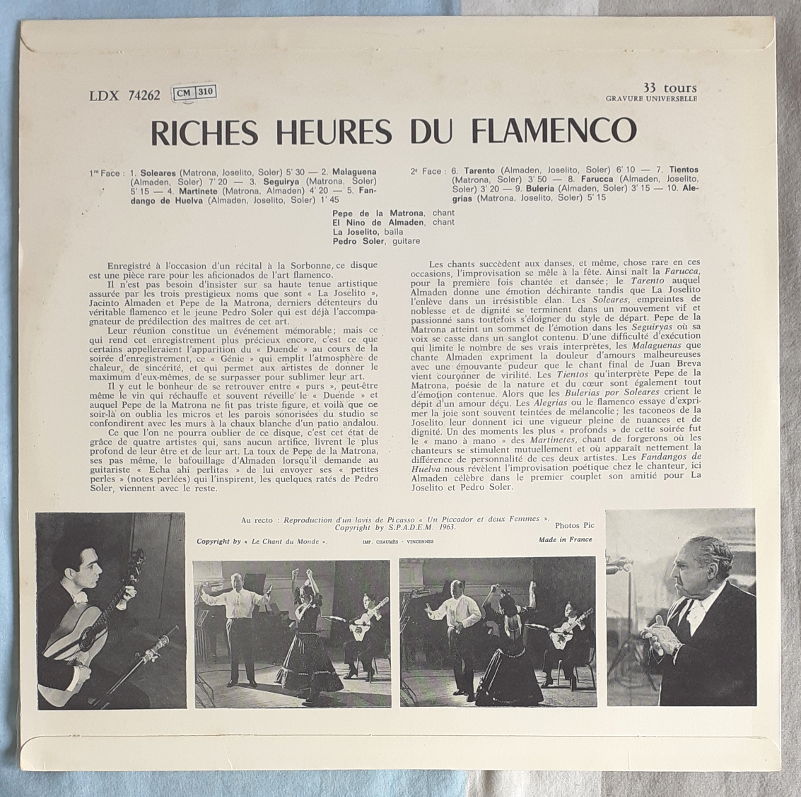 LDX 74262 CM 310
33 tours
GRAVURE UNIVERSELLE
RICHES HEURES DU FLAMENCO
1re Face : 1. Soleares (Matrona, Joselito, Soler) 5' 30 — 2. Malaguena
(Almaden, Soler) 7' 20 — 3. Seguirya (Matrona, Soler)
5' 15 — 4. Martinete (Matrona, Almaden) 4' 20 — 5. Fan-
dango de Huelva (Almaden, Joselito, Soler) 1' 45
2e Face : 6. Tarento (Almaden, Joselito, Soler) 6' 10 — 7. Tientos
(Matrona, Soler) 3' 50 — 8. Farucca (Almaden, Joselito,
Soler) 3' 20 — 9. Buleria (Almaden, Soler) 3' 15 — 10. Ale-
grias (Matrona, Joselito, Soler) 5' 15
Pepe de la Matrona, chant
El Nino de Almaden, chant
La Joselito, baila
Pedro Soler, guitare
Enregistré à l'occasion d'un récital à la Sorbonne, ce disque
est une pièce rare pour les aficionados de l'art flamenco.
Il n'est pas besoin d'insister sur sa haute tenue artistique
assurée par les trois prestigieux noms que sont « La Joselito »,
Jacinto Almaden et Pepe de la Matrona, derniers détenteurs du
véritable flamenco et le jeune Pedro Soler qui est déjà l'accompa-
gnateur de prédilection des maîtres de cet art.
Leur réunion constitue un événement mémorable; mais ce
qui rend cet enregistrement plus précieux encore, c'est ce que
certains appelleraient l'apparition du « Duende » au cours de la
soirée d'enregistrement, ce « Génie » qui emplit l'atmosphère de
chaleur, de sincérité, et qui permet aux artistes de donner le
maximum d'eux-mêmes, de se surpasser pour sublimer leur art.
Il y eut le bonheur de se retrouver entre « purs », peut-être
même le vin qui réchauffe et souvent réveille le « Duende » et
auquel Pepe de la Matrona ne fit pas triste figure, et voilà que ce
soir-là on oublia les micros et les parois sonorisées du studio se
confondirent avec les murs à la chaux blanche d'un patio andalou.
Ce que l'on ne pourra oublier de ce disque, c'est cet état de
grâce de quatre artistes qui, sans aucun artifice, livrent le plus
profond de leur être et de leur art. La toux de Pepe de la Matrona,
ses pas même, le bafouillage d'Almaden lorsqu'il demande au
guitariste « Echa ahi perlitas » de lui envoyer ses « petites
perles » (notes perlées) qui l'inspirent, les quelques ratés de Pedro
Soler, viennent avec le reste.
Les chants succèdent aux danses, et même, chose rare en ces
occasions, l'improvisation se mêle à la fête. Ainsi naît la Farucca,
pour la première fois chantée et dansée; le Tarento auquel
Almaden donne une émotion déchirante tandis que La Joselito
l'enlève dans un irrésistible élan. Les Soleares, empreintes de
noblesse et de dignité se terminent dans un mouvement vif et
passionné sans toutefois s'éloigner du style de départ. Pepe de la
Matrona atteint un sommet de l'émotion dans les Seguiryas où sa
voix se casse dans un sanglot contenu. D'une difficulté d'exécution
qui limite le nombre de ses vrais interprètes, les Malaguenas que
chante Almaden expriment la douleur d'amours malheureuses
avec une épouvante pudeur que le chant final de Juan Breva
vient couronner de virilité. Les Tientos qu'interprète Pepe de la
Matrona, poésie de la nature et du cœur sont également tout
d'émotion contenue. Alors que les Bulerias por Soleares crient le
dépit d'un amour déçu. Les Alegrias ou le flamenco essaye d'expri-
mer la joie sont souvent teintées de mélancolie; les taconeos de la
Joselito leur donnent ici une vigueur pleine de nuances et de
dignité. Un des moments les plus « profonds » de cette soirée fut
le « mano a mano » des Martinetes, chant de forgerons où les
chanteurs se stimulent mutuellement et où apparaît nettement la
différence de personnalité de ces deux artistes. Les Fandangos de
Huelva nous révèlent l'improvisation poétique chez le chanteur, ici
Almaden célèbre dans le premier couplet son amitié pour La
Joselito et Pedro Soler.
Au recto : Reproduction d'un lavis de Picasso « Un Piccador et deux Femmes ».
Copyright by S.P.A.D.E.M. 1963.
Photos Pic
Copyright by « Le Chant du Monde ».
IMP. CHAUMÈS - VINCENNES
Made in France